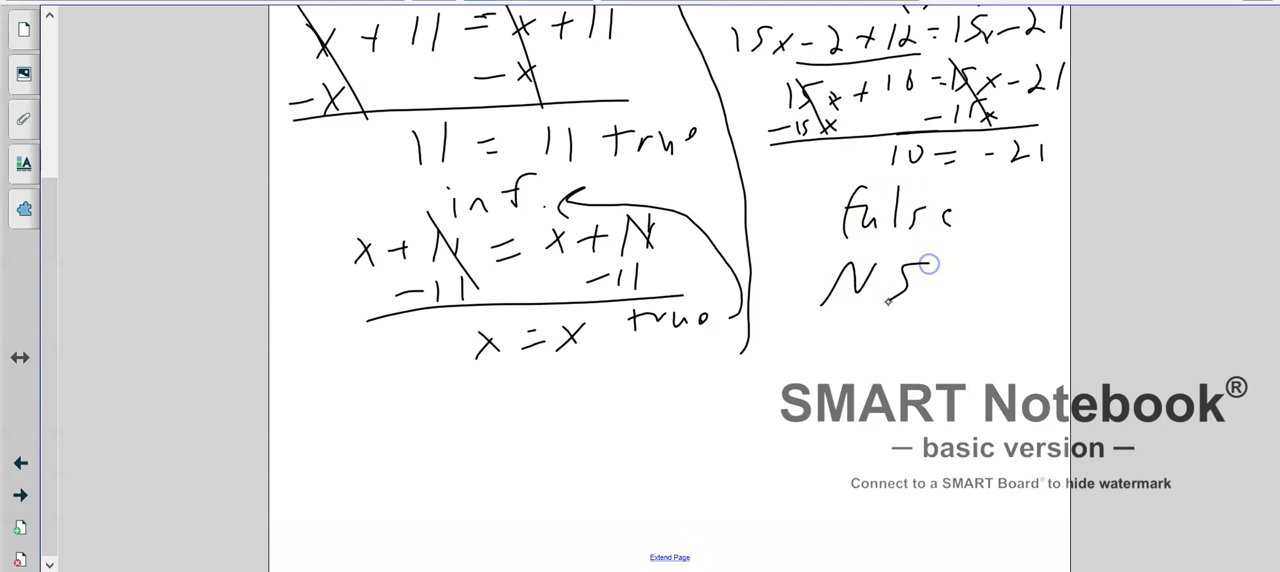 x + 11 = x + 11
-x -x
11 = 11 true
inf.
x + 11 = x + 11
-11 -11
x = x true
15x - 2 + 12 = 15x - 21
15x + 10 = 15x - 21
-15x -15x
10 = -21
false
NS
SMART Notebook®
— basic version —
Connect to a SMART Board® to hide watermark
Extend Page